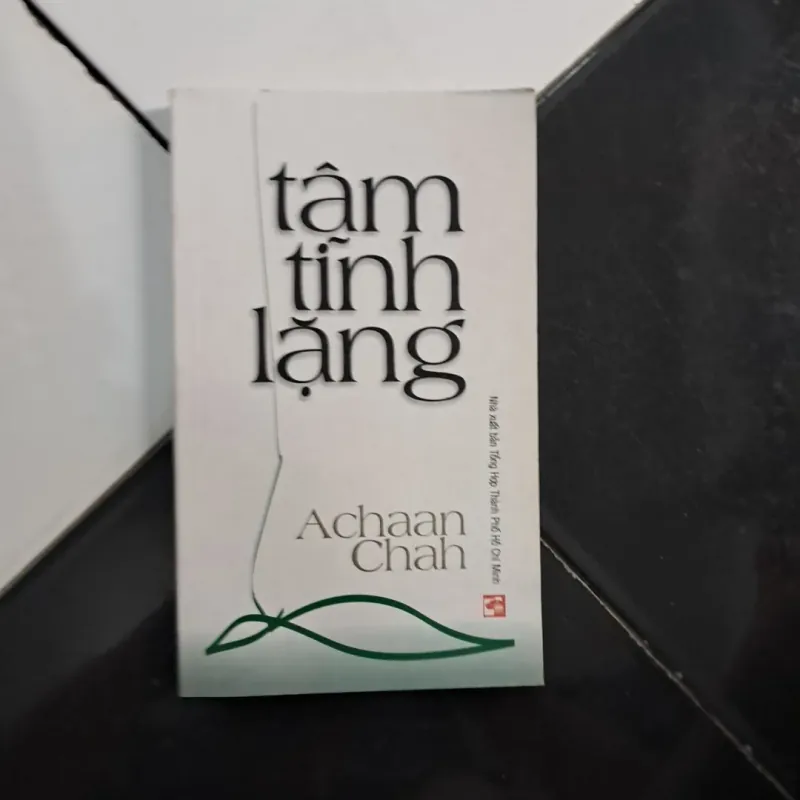 tâm
tĩnh
lặng
Achaan
Chah
Nhà xuất bản Tổng Hợp Thành Phố Hồ Chí Minh